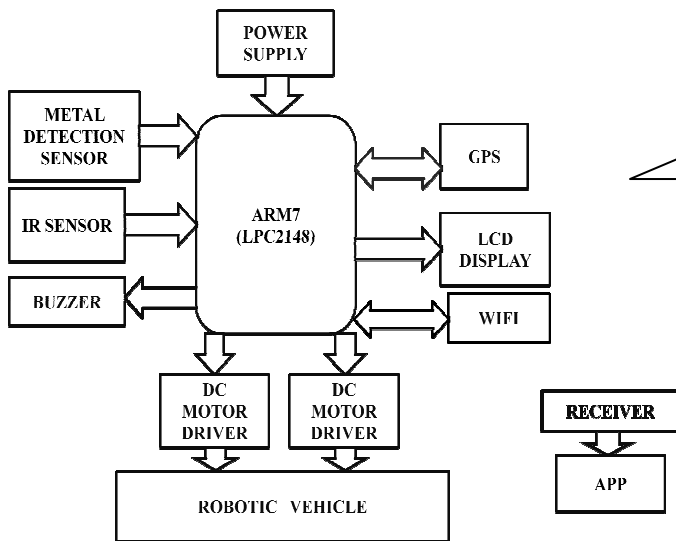 POWER
SUPPLY
METAL
DETECTION
SENSOR
GPS
IR SENSOR
ARM7
(LPC2148)
LCD
DISPLAY
BUZZER
WIFI
DC
MOTOR
DRIVER
DC
MOTOR
DRIVER
RECEIVER
APP
ROBOTIC VEHICLE